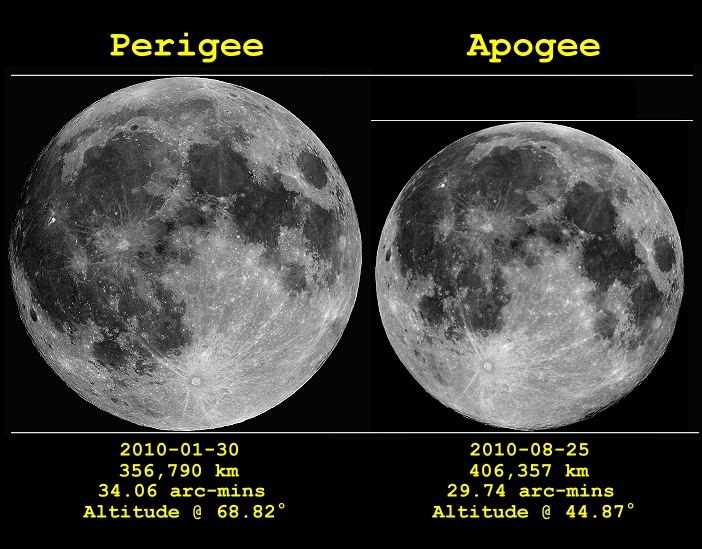 Perigee
Apogee
2010-01-30
356,790 km
34.06 arc-mins
Altitude @ 68.82°
2010-08-25
406,357 km
29.74 arc-mins
Altitude @ 44.87°